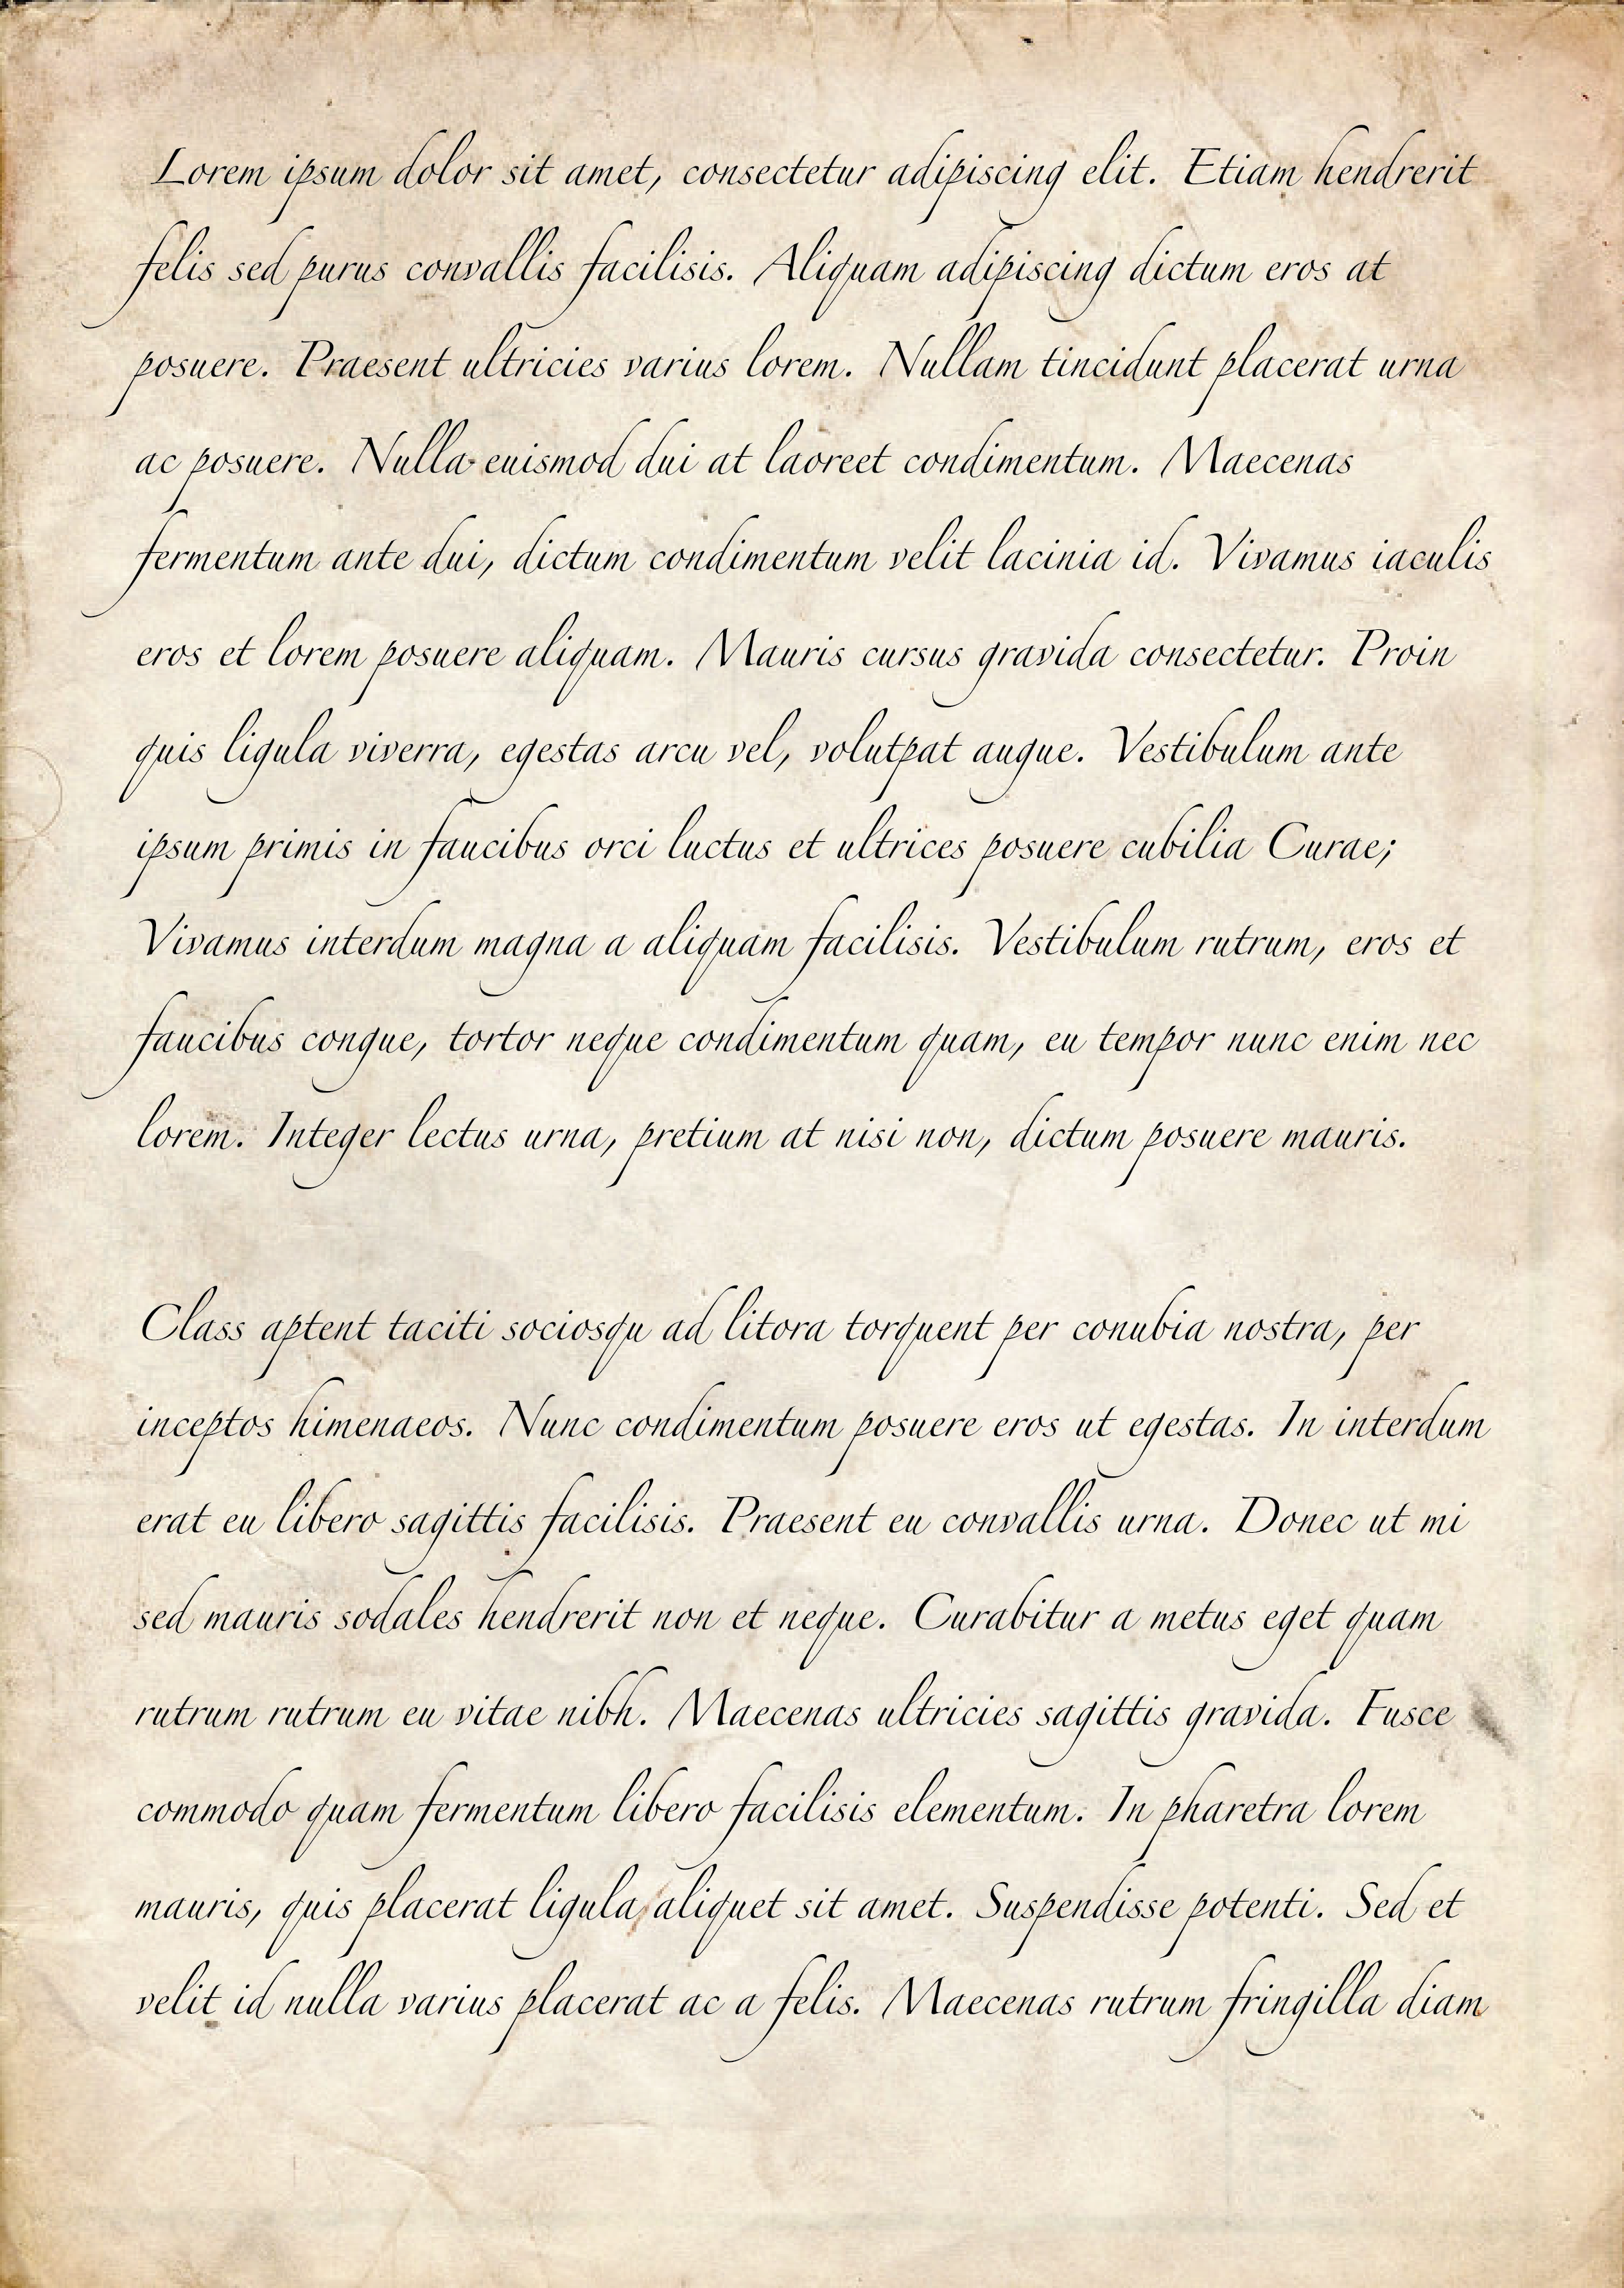 Lorem ipsum dolor sit amet, consectetur adipiscing elit. Etiam hendrerit
felis sed purus convallis facilisis. Aliquam adipiscing dictum eros at
posuere. Praesent ultricies varius lorem. Nullam tincidunt placerat urna
ac posuere. Nulla euismod dui at laoreet condimentum. Maecenas
fermentum ante dui, dictum condimentum velit lacinia id. Vivamus iaculis
eros et lorem posuere aliquam. Mauris cursus gravida consectetur. Proin
quis ligula viverra, egestas arcu vel, volutpat augue. Vestibulum ante
ipsum primis in faucibus orci luctus et ultrices posuere cubilia Curae;
Vivamus interdum magna a aliquam facilisis. Vestibulum rutrum, eros et
faucibus congue, tortor neque condimentum quam, eu tempor nunc enim nec
lorem. Integer lectus urna, pretium at nisi non, dictum posuere mauris.
Class aptent taciti sociosqu ad litora torquent per conubia nostra, per
inceptos himenaeos. Nunc condimentum posuere eros ut egestas. In interdum
erat eu libero sagittis facilisis. Praesent eu convallis urna. Donec ut mi
sed mauris sodales hendrerit non et neque. Curabitur a metus eget quam
rutrum rutrum eu vitae nibh. Maecenas ultricies sagittis gravida. Fusce
commodo quam fermentum libero facilisis elementum. In pharetra lorem
mauris, quis placerat ligula aliquet sit amet. Suspendisse potenti. Sed et
velit id nulla varius placerat ac a felis. Maecenas rutrum fringilla diam